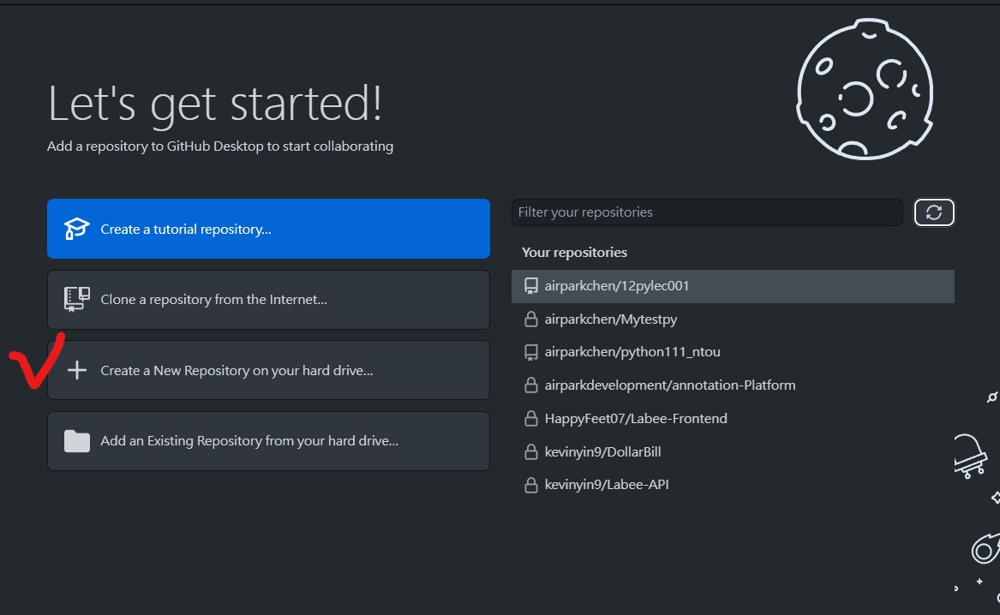 Let's get started!
Add a repository to GitHub Desktop to start collaborating
Create a tutorial repository...
Clone a repository from the Internet...
Create a New Repository on your hard drive...
Add an Existing Repository from your hard drive...
Filter your repositories
Your repositories
airparkchen/12pylec001
airparkchen/Mytestpy
airparkchen/python111_ntou
airparkdevelopment/annotation-Platform
HappyFeet07/Labee-Frontend
kevinyin9/DollarBill
kevinyin9/Labee-API